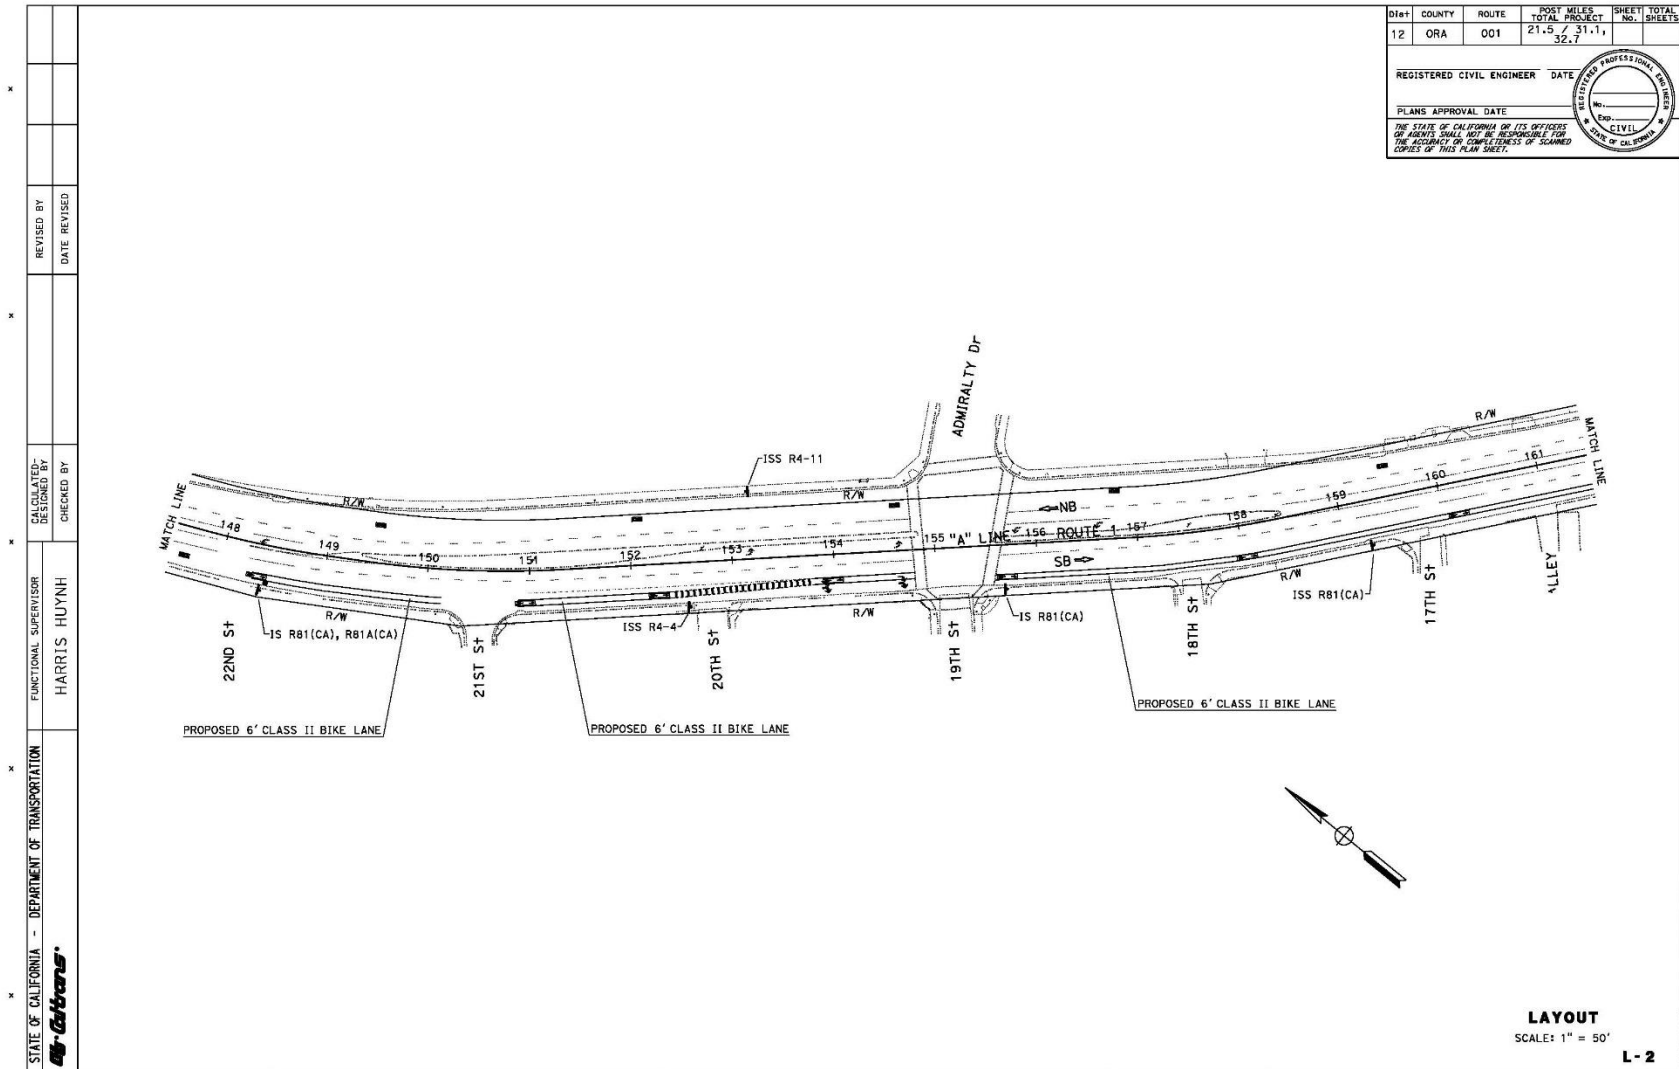 Dist COUNTY ROUTE POST MILES TOTAL PROJECT SHEET No. TOTAL SHEETS
12 ORA 001 21.5 / 31.1, 32.7
REGISTERED CIVIL ENGINEER DATE
PLANS APPROVAL DATE
THE STATE OF CALIFORNIA OR ITS OFFICERS
OR AGENTS SHALL NOT BE RESPONSIBLE FOR
THE ACCURACY OR COMPLETENESS OF SCANNED
COPIES OF THIS PLAN SHEET.
REGISTERED PROFESSIONAL ENGINEER
No.
Exp.
CIVIL
STATE OF CALIFORNIA
REVISED BY
DATE REVISED
CALCULATED-
DESIGNED BY
CHECKED BY
FUNCTIONAL SUPERVISOR
HARRIS HUYNH
STATE OF CALIFORNIA - DEPARTMENT OF TRANSPORTATION
Caltrans
ADMIRALTY Dr
ISS R4-11
R/W
R/W
R/W
MATCH LINE
MATCH LINE
148
149
150
151
152
153
154
155 "A" LINE 156 ROUTE 1 157
158
159
160
161
NB
SB
R/W
R/W
R/W
IS R81(CA), R81A(CA)
ISS R4-4
IS R81(CA)
ISS R81(CA)
22ND St
21ST St
20TH St
19TH St
18TH St
17TH St
ALLEY
PROPOSED 6' CLASS II BIKE LANE
PROPOSED 6' CLASS II BIKE LANE
PROPOSED 6' CLASS II BIKE LANE
LAYOUT
SCALE: 1" = 50'
L-2